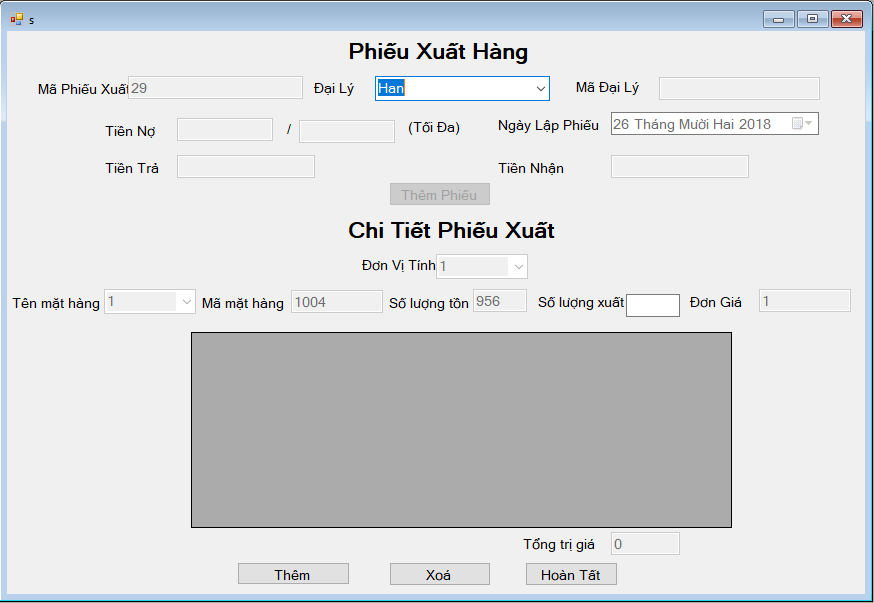 s
Phiếu Xuất Hàng
Mã Phiếu Xuất 29 Đại Lý Han Mã Đại Lý
Tiền Nợ / (Tối Đa) Ngày Lập Phiếu 26 Tháng Mười Hai 2018
Tiền Trả Tiền Nhận
Thêm Phiếu
Chi Tiết Phiếu Xuất
Đơn Vị Tính 1
Tên mặt hàng 1 Mã mặt hàng 1004 Số lượng tồn 956 Số lượng xuất Đơn Giá 1
Tổng trị giá 0
Thêm Xoá Hoàn Tất